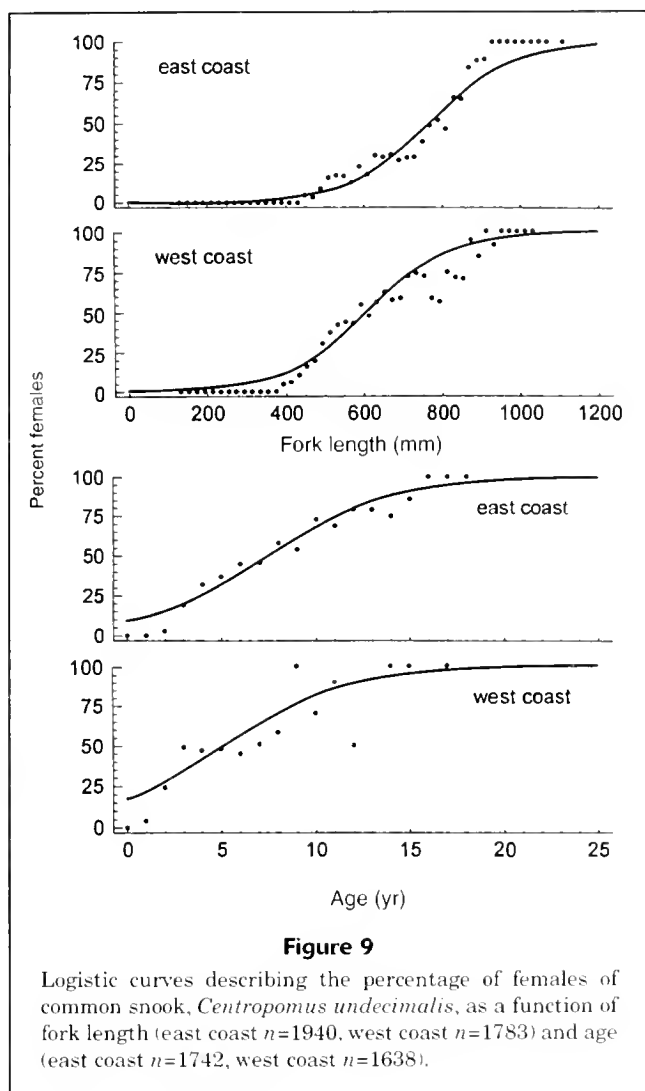 100
75
50
25
0
east coast
100
75
50
25
0
west coast
0 200 400 600 800 1000 1200
Fork length (mm)
Percent females
100
75
50
25
0
east coast
100
75
50
25
0
west coast
0 5 10 15 20 25
Age (yr)
Figure 9
Logistic curves describing the percentage of females of
common snook, Centropomus undecimalis, as a function of
fork length (east coast n=1940, west coast n=1783) and age
(east coast n=1742, west coast n=1638).